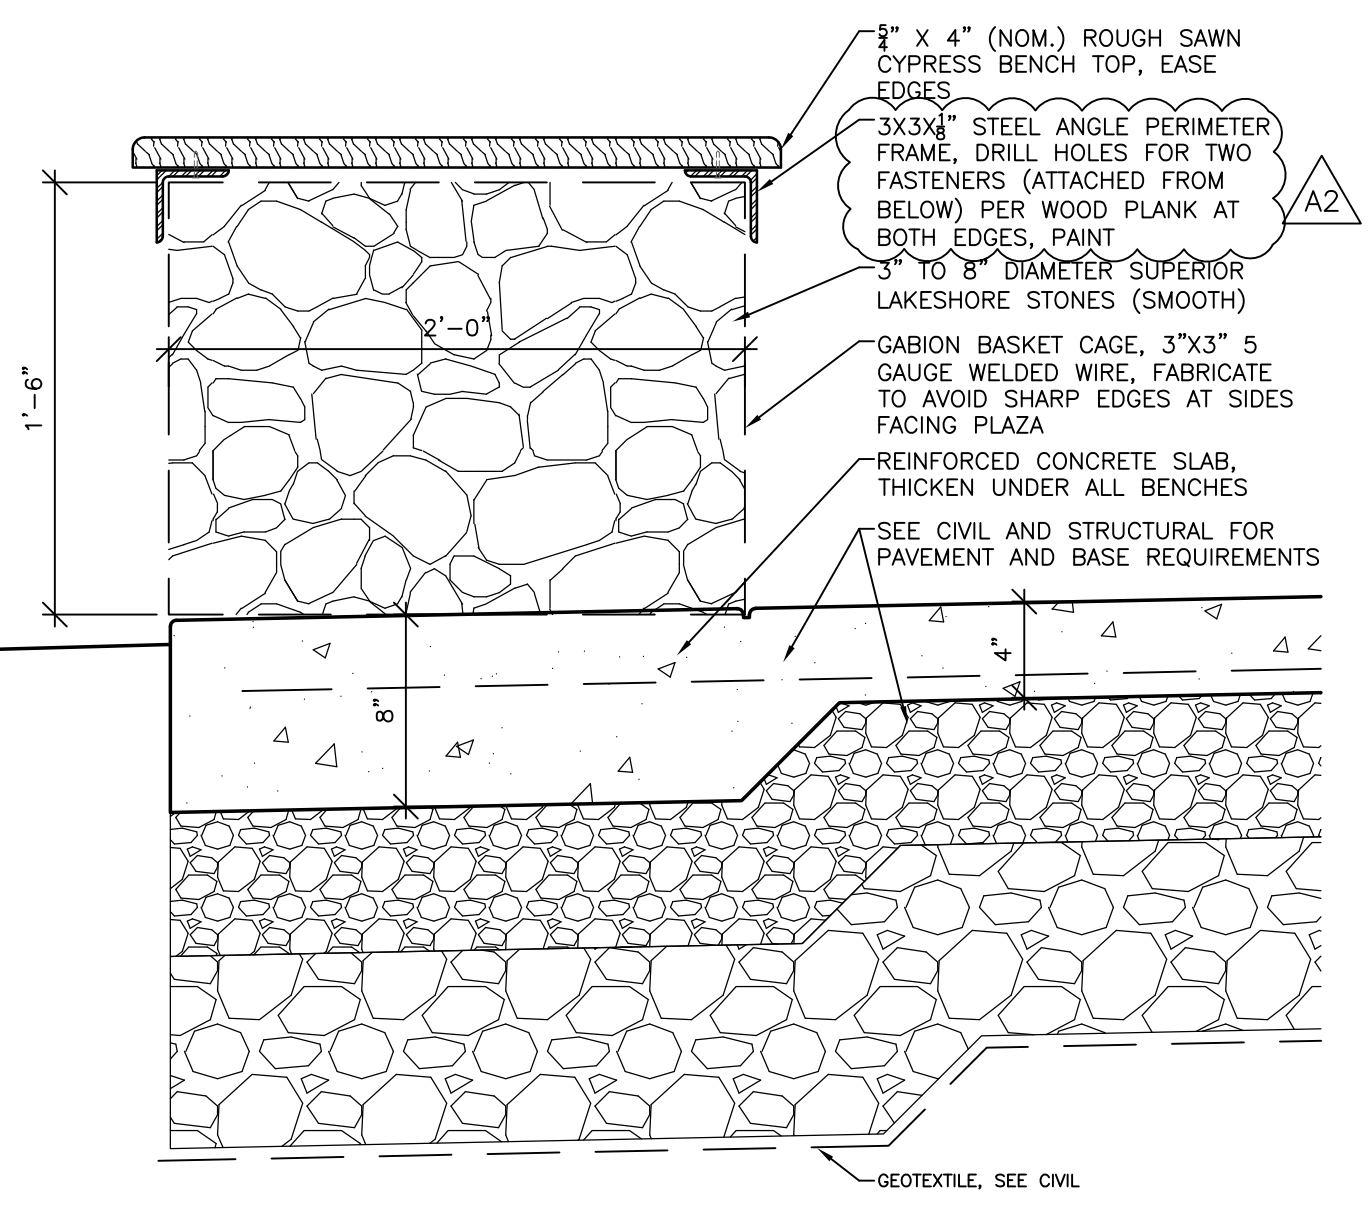 5/4" X 4" (NOM.) ROUGH SAWN
CYPRESS BENCH TOP, EASE
EDGES
3X3X1/8" STEEL ANGLE PERIMETER
FRAME, DRILL HOLES FOR TWO
FASTENERS (ATTACHED FROM
BELOW) PER WOOD PLANK AT
BOTH EDGES, PAINT
A2
3" TO 8" DIAMETER SUPERIOR
LAKESHORE STONES (SMOOTH)
2'-0"
1'-6"
GABION BASKET CAGE, 3"X3" 5
GAUGE WELDED WIRE, FABRICATE
TO AVOID SHARP EDGES AT SIDES
FACING PLAZA
REINFORCED CONCRETE SLAB,
THICKEN UNDER ALL BENCHES
SEE CIVIL AND STRUCTURAL FOR
PAVEMENT AND BASE REQUIREMENTS
4"
8"
GEOTEXTILE, SEE CIVIL